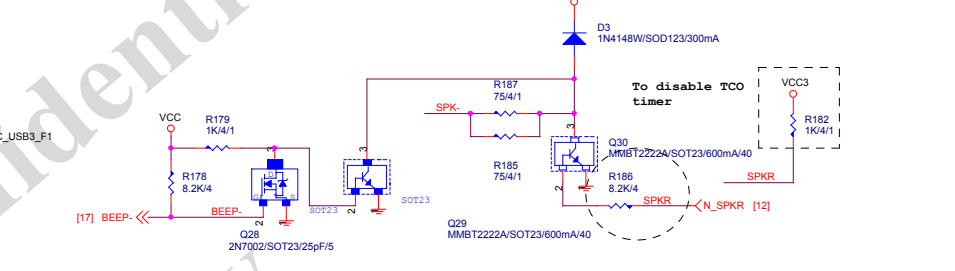 D3
1N4148W/SOD123/300mA
R187
75/4/1
To disable TCO
timer
VCC3
VCC
R179
1K/4/1
SPK-
R182
1K/4/1
C_USB3_F1
3
3
3
Q30
MMBT2222A/SOT23/600mA/40
R178
8.2K/4
D
G
S
R185
75/4/1
2
R186
8.2K/4
SPKR
SOT23
SPKR
N_SPKR [12]
[17] BEEP-
BEEP-
2
SOT23
2
Q28
2N7002/SOT23/25pF/5
Q29
MMBT2222A/SOT23/600mA/40